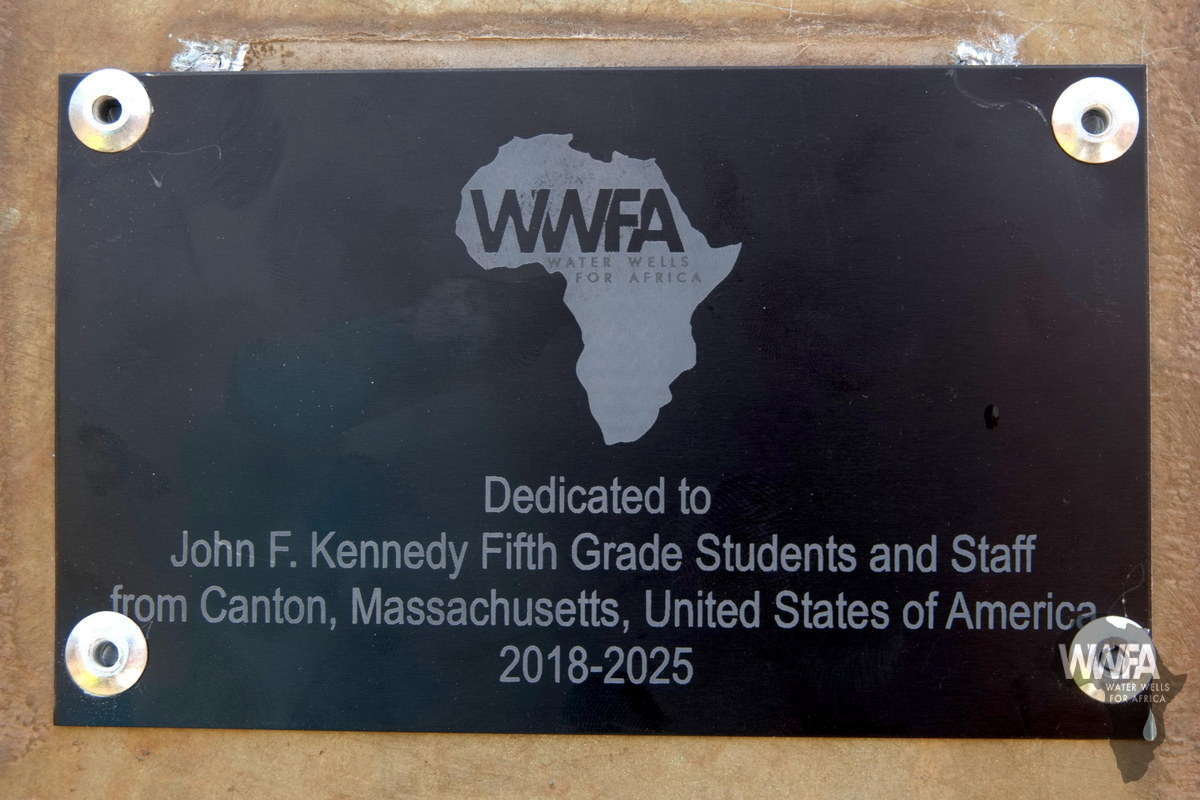 WWFA
WATER WELLS
FOR AFRICA
Dedicated to
John F. Kennedy Fifth Grade Students and Staff
from Canton, Massachusetts, United States of America
2018-2025
WWFA
WATER WELLS
FOR AFRICA